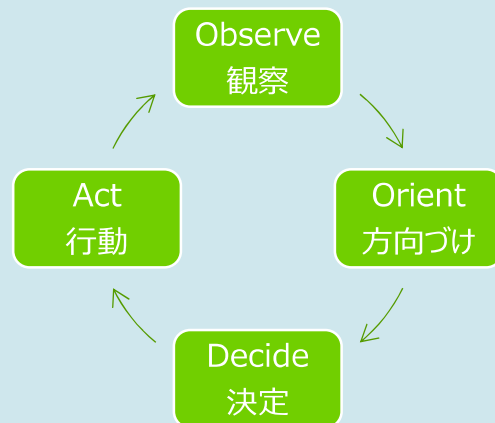 Observe
観察
Orient
方向づけ
Decide
決定
Act
行動